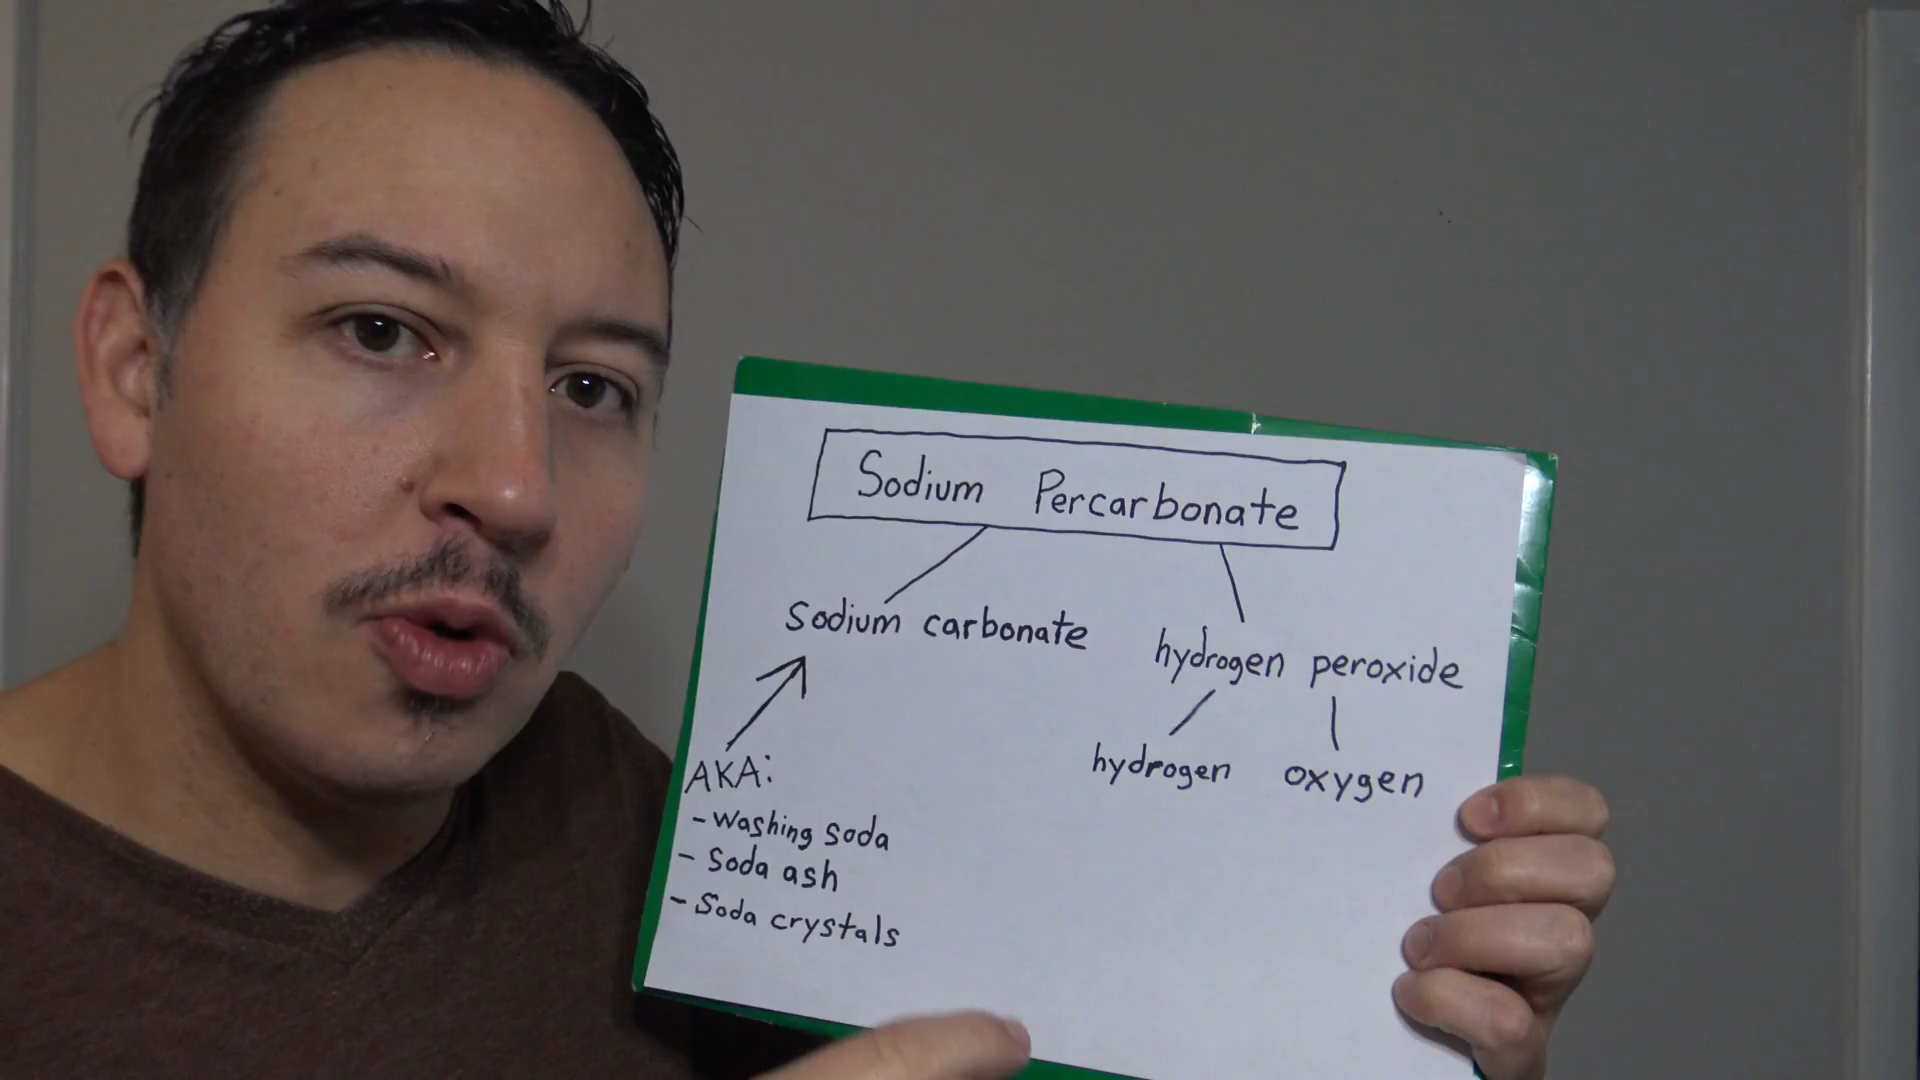 Sodium Percarbonate
Sodium carbonate
hydrogen peroxide
hydrogen
oxygen
AKA:
- Washing soda
- Soda ash
- Soda crystals